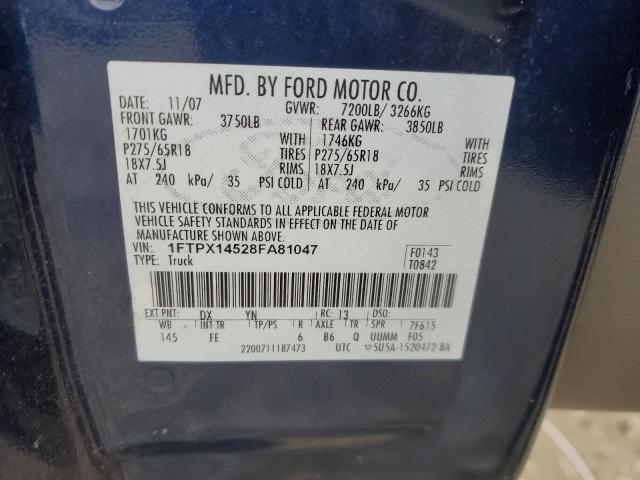 MFD. BY FORD MOTOR CO.
DATE: 11/07 GVWR: 7200LB/ 3266KG
FRONT GAWR: 3750LB REAR GAWR: 3850LB
1701KG WITH 1746KG WITH
P275/65R18 TIRES P275/65R18 TIRES
18X7.5J RIMS 18X7.5J RIMS
AT 240 kPa/ 35 PSI COLD AT 240 kPa/ 35 PSI COLD
THIS VEHICLE CONFORMS TO ALL APPLICABLE FEDERAL MOTOR
VEHICLE SAFETY STANDARDS IN EFFECT ON THE DATE OF
MANUFACTURE SHOWN ABOVE.
VIN: 1FTPX14528FA81047 F0143
TYPE: Truck T0842
EXT PNT: DX YN RC: 13 DSO:
WB INT TR TP/PS R AXLE TR SPR 7F615
145 FE 6 B6 Q UUMM F05
2200711187473 UTC ▽5U5A-1520472-BA